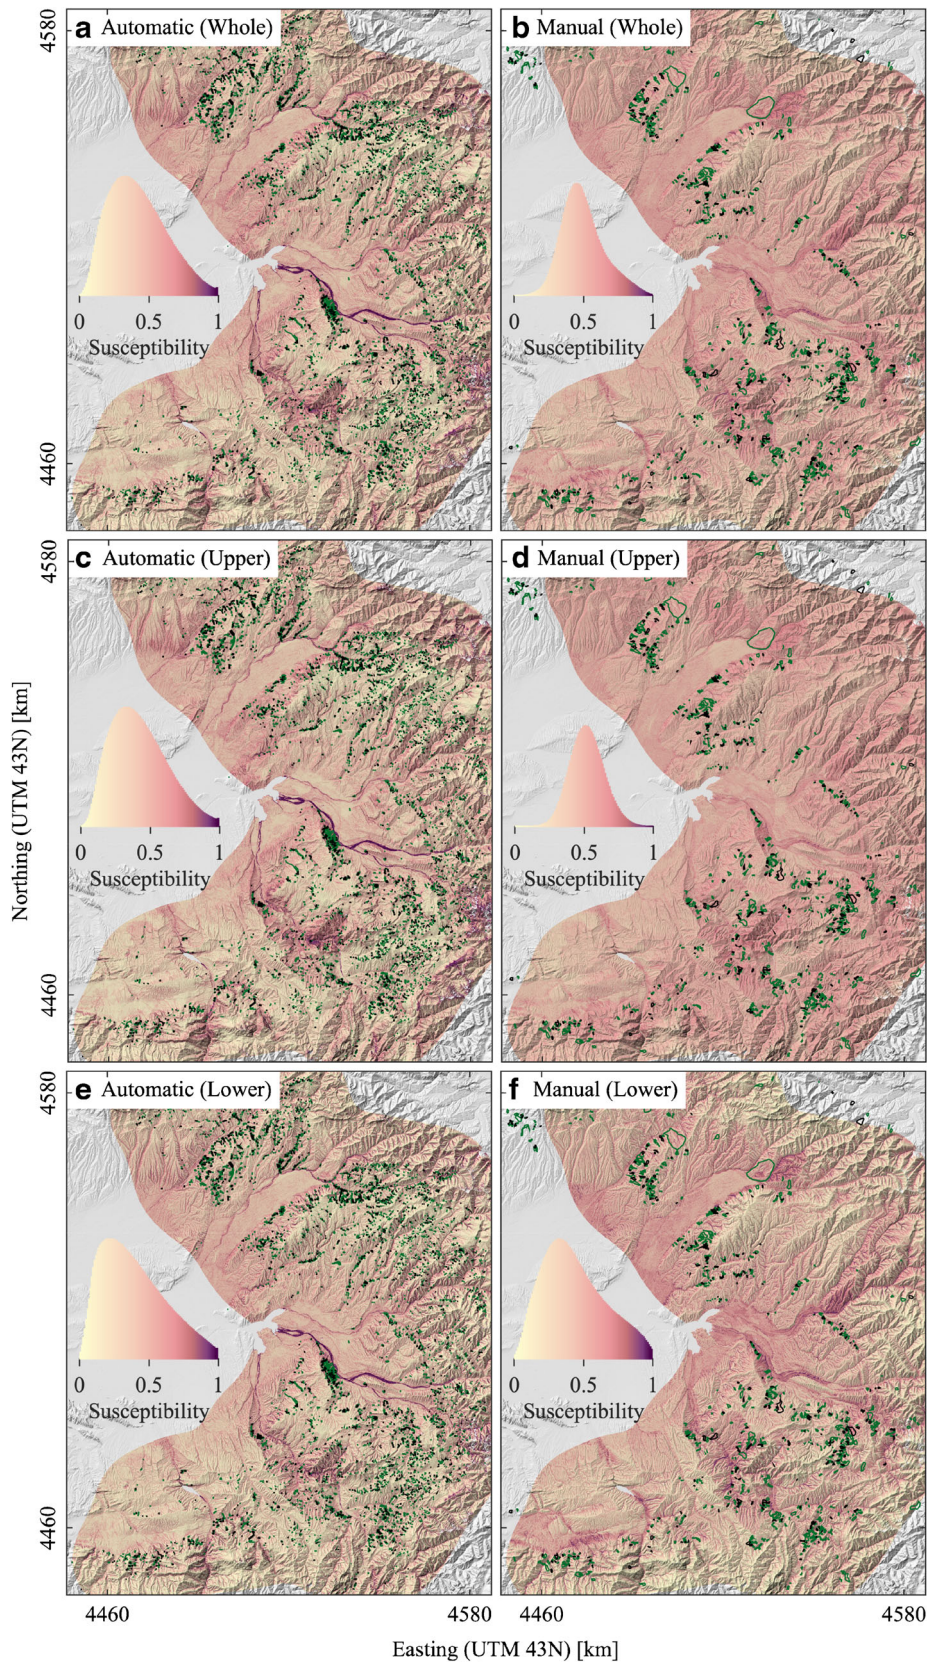 4580
a Automatic (Whole)
b Manual (Whole)
0 0.5 1
Susceptibility
0 0.5 1
Susceptibility
4460
4580
c Automatic (Upper)
d Manual (Upper)
0 0.5 1
Susceptibility
0 0.5 1
Susceptibility
4460
Northing (UTM 43N) [km]
4580
e Automatic (Lower)
f Manual (Lower)
0 0.5 1
Susceptibility
0 0.5 1
Susceptibility
4460
4460 4580 4460 4580
Easting (UTM 43N) [km]